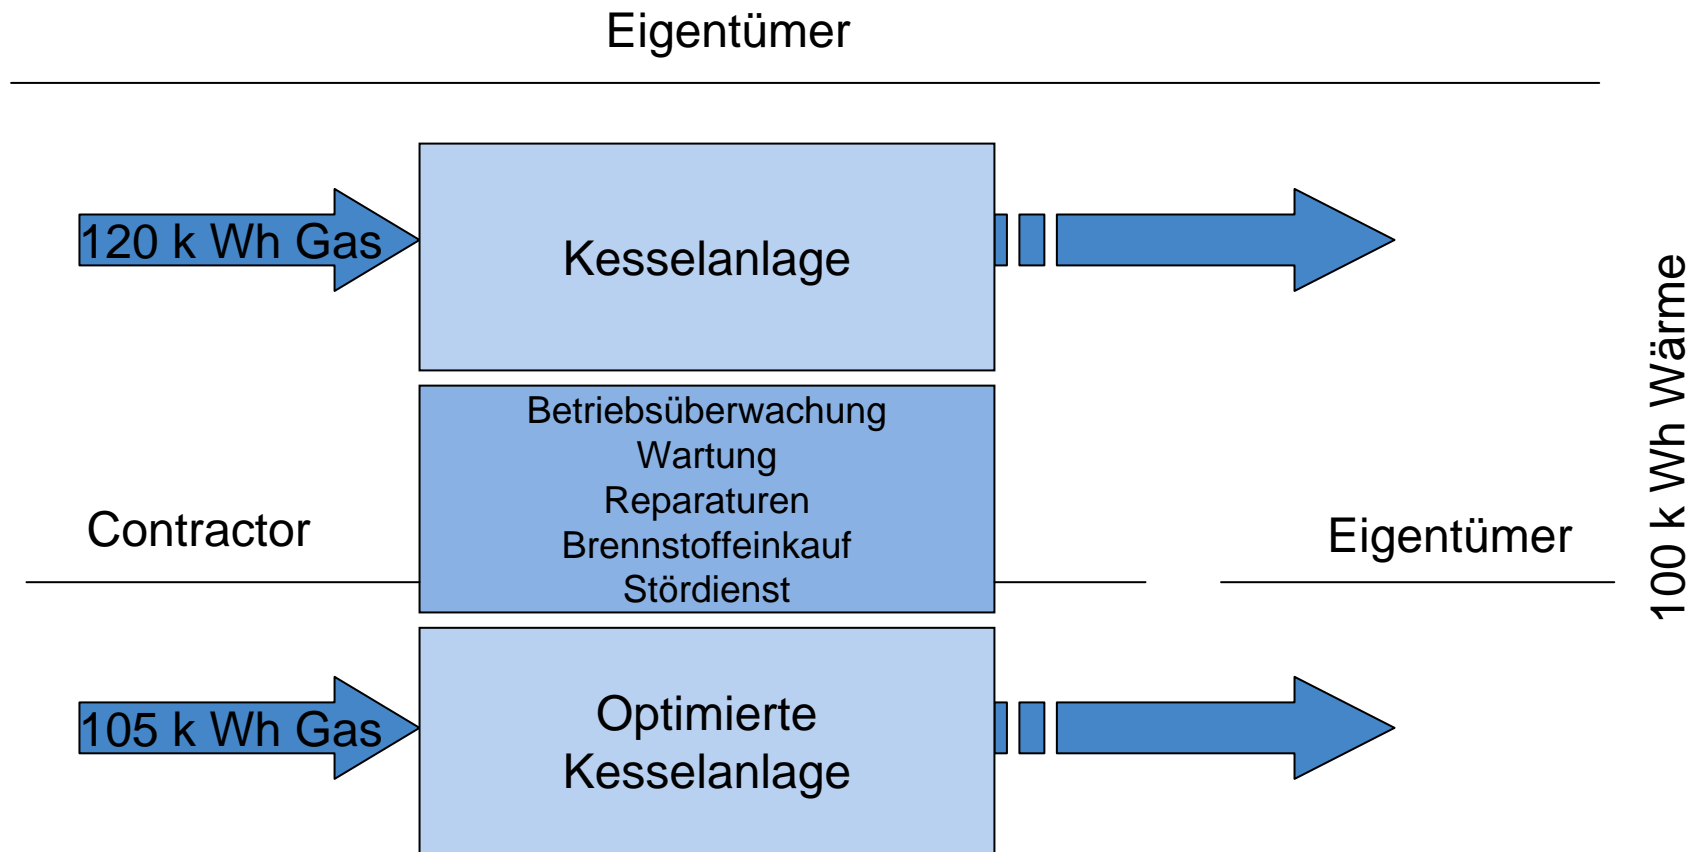 Eigentümer
120 k Wh Gas
Kesselanlage
Betriebsüberwachung
Wartung
Reparaturen
Brennstoffeinkauf
Stördienst
Contractor
Eigentümer
100 k Wh Wärme
105 k Wh Gas
Optimierte
Kesselanlage